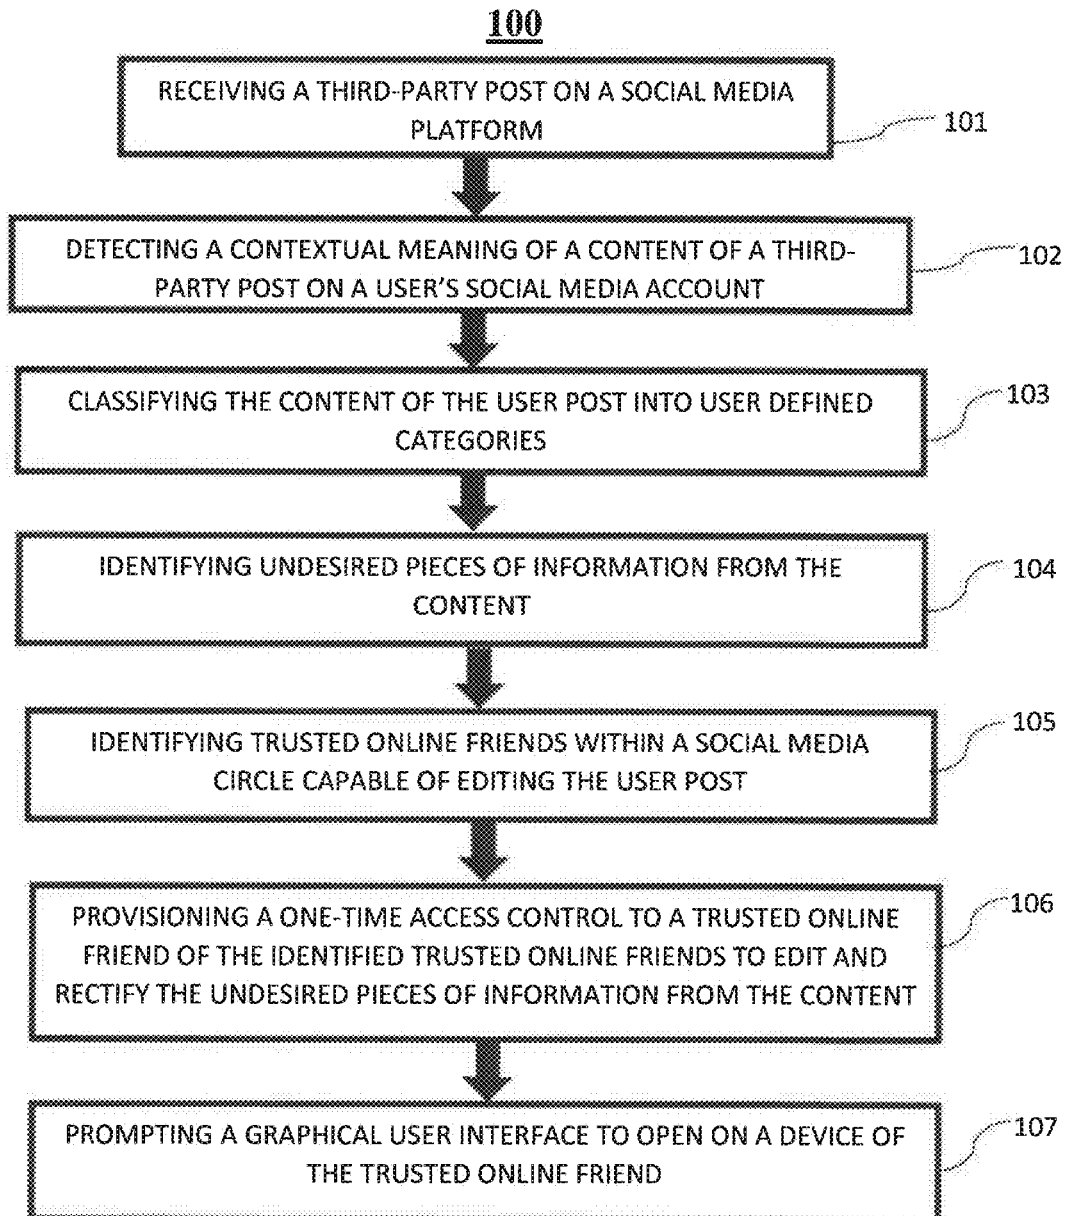 100
RECEIVING A THIRD-PARTY POST ON A SOCIAL MEDIA
PLATFORM
101
DETECTING A CONTEXTUAL MEANING OF A CONTENT OF A THIRD-
PARTY POST ON A USER'S SOCIAL MEDIA ACCOUNT
102
CLASSIFYING THE CONTENT OF THE USER POST INTO USER DEFINED
CATEGORIES
103
IDENTIFYING UNDESIRED PIECES OF INFORMATION FROM THE
CONTENT
104
IDENTIFYING TRUSTED ONLINE FRIENDS WITHIN A SOCIAL MEDIA
CIRCLE CAPABLE OF EDITING THE USER POST
105
PROVISIONING A ONE-TIME ACCESS CONTROL TO A TRUSTED ONLINE
FRIEND OF THE IDENTIFIED TRUSTED ONLINE FRIENDS TO EDIT AND
RECTIFY THE UNDESIRED PIECES OF INFORMATION FROM THE CONTENT
106
PROMPTING A GRAPHICAL USER INTERFACE TO OPEN ON A DEVICE OF
THE TRUSTED ONLINE FRIEND
107